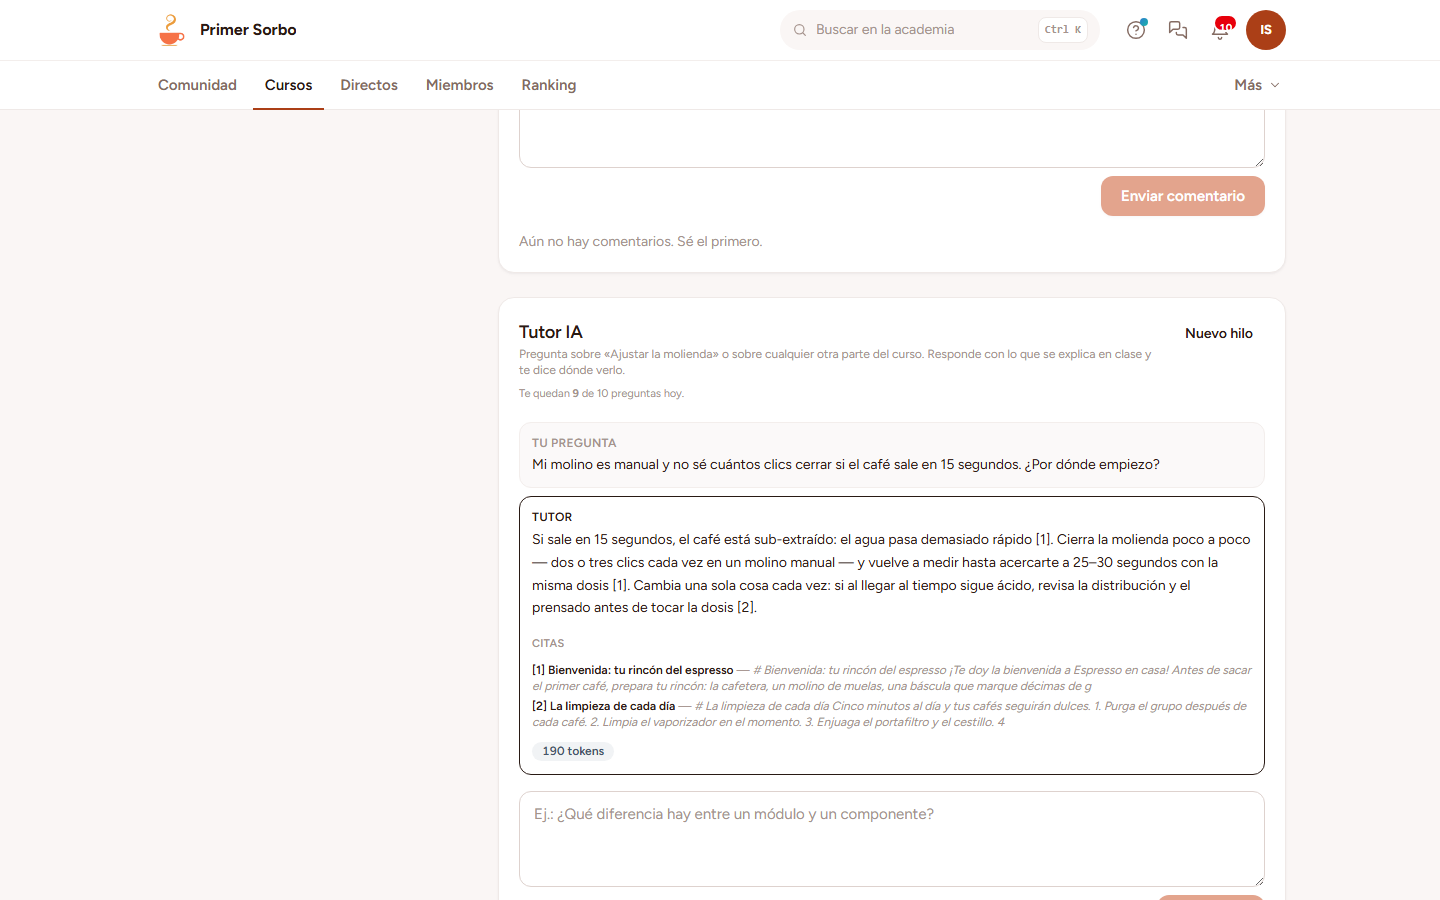 Primer Sorbo
Buscar en la academia
Ctrl K
10
IS
Comunidad
Cursos
Directos
Miembros
Ranking
Más
Enviar comentario
Aún no hay comentarios. Sé el primero.
Tutor IA
Nuevo hilo
Pregunta sobre «Ajustar la molienda» o sobre cualquier otra parte del curso. Responde con lo que se explica en clase y
te dice dónde verlo.
Te quedan 9 de 10 preguntas hoy.
TU PREGUNTA
Mi molino es manual y no sé cuántos clics cerrar si el café sale en 15 segundos. ¿Por dónde empiezo?
TUTOR
Si sale en 15 segundos, el café está sub-extraído: el agua pasa demasiado rápido [1]. Cierra la molienda poco a poco
— dos o tres clics cada vez en un molino manual — y vuelve a medir hasta acercarte a 25–30 segundos con la
misma dosis [1]. Cambia una sola cosa cada vez: si al llegar al tiempo sigue ácido, revisa la distribución y el
prensado antes de tocar la dosis [2].
CITAS
[1] Bienvenida: tu rincón del espresso — # Bienvenida: tu rincón del espresso ¡Te doy la bienvenida a Espresso en casa! Antes de sacar
el primer café, prepara tu rincón: la cafetera, un molino de muelas, una báscula que marque décimas de g
[2] La limpieza de cada día — # La limpieza de cada día Cinco minutos al día y tus cafés seguirán dulces. 1. Purga el grupo después de
cada café. 2. Limpia el vaporizador en el momento. 3. Enjuaga el portafiltro y el cestillo. 4
190 tokens
Ej.: ¿Qué diferencia hay entre un módulo y un componente?